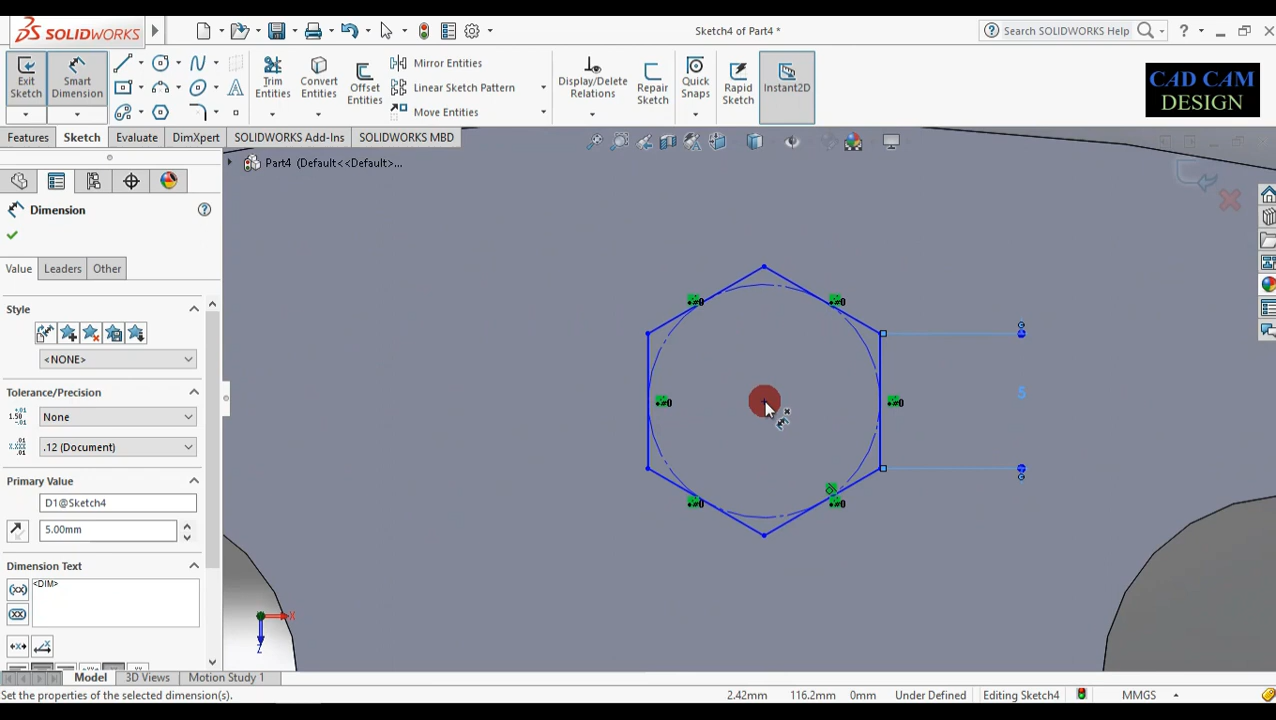 SOLIDWORKS
Sketch4 of Part4 *
Search SOLIDWORKS Help
?
Exit Sketch
Smart Dimension
Trim Entities
Convert Entities
Offset Entities
Mirror Entities
Linear Sketch Pattern
Move Entities
Display/Delete Relations
Repair Sketch
Quick Snaps
Rapid Sketch
Instant2D
CAD CAM
DESIGN
Features
Sketch
Evaluate
DimXpert
SOLIDWORKS Add-Ins
SOLIDWORKS MBD
Part4 (Default<<Default>...
Dimension
?
Value
Leaders
Other
Style
<NONE>
Tolerance/Precision
None
.12 (Document)
Primary Value
D1@Sketch4
5.00mm
Dimension Text
<DIM>
5
X
Z
Model
3D Views
Motion Study 1
Set the properties of the selected dimension(s).
2.42mm
116.2mm
0mm
Under Defined
Editing Sketch4
MMGS